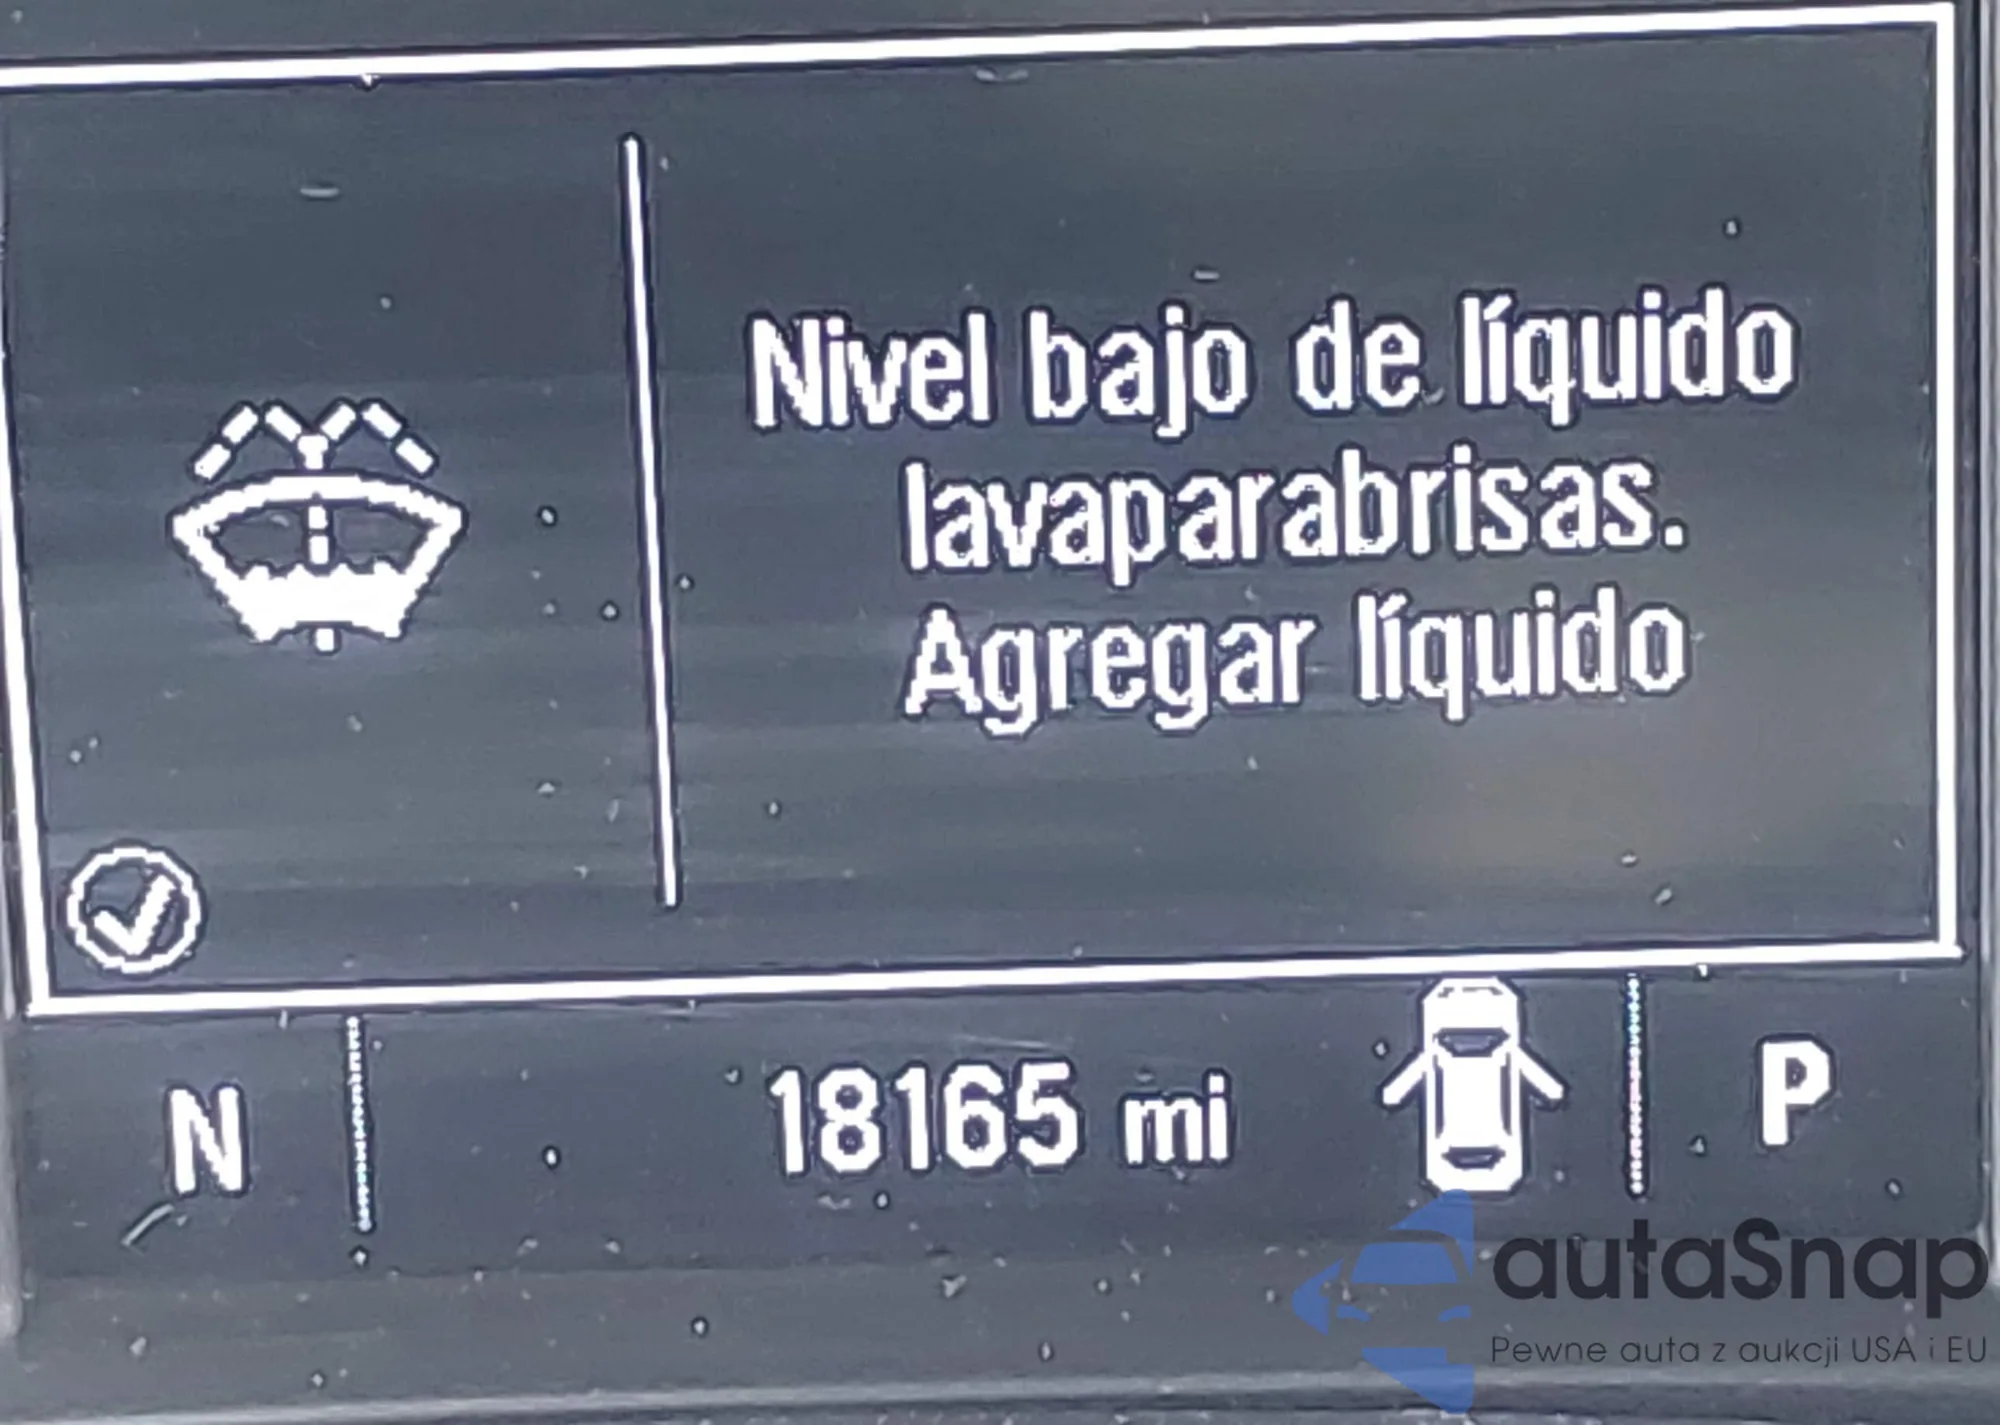 Nivel bajo de líquido
lavaparabrisas.
Agregar líquido
N
18165 mi
P
autaSnap
Pewne auta z aukcji USA i EU